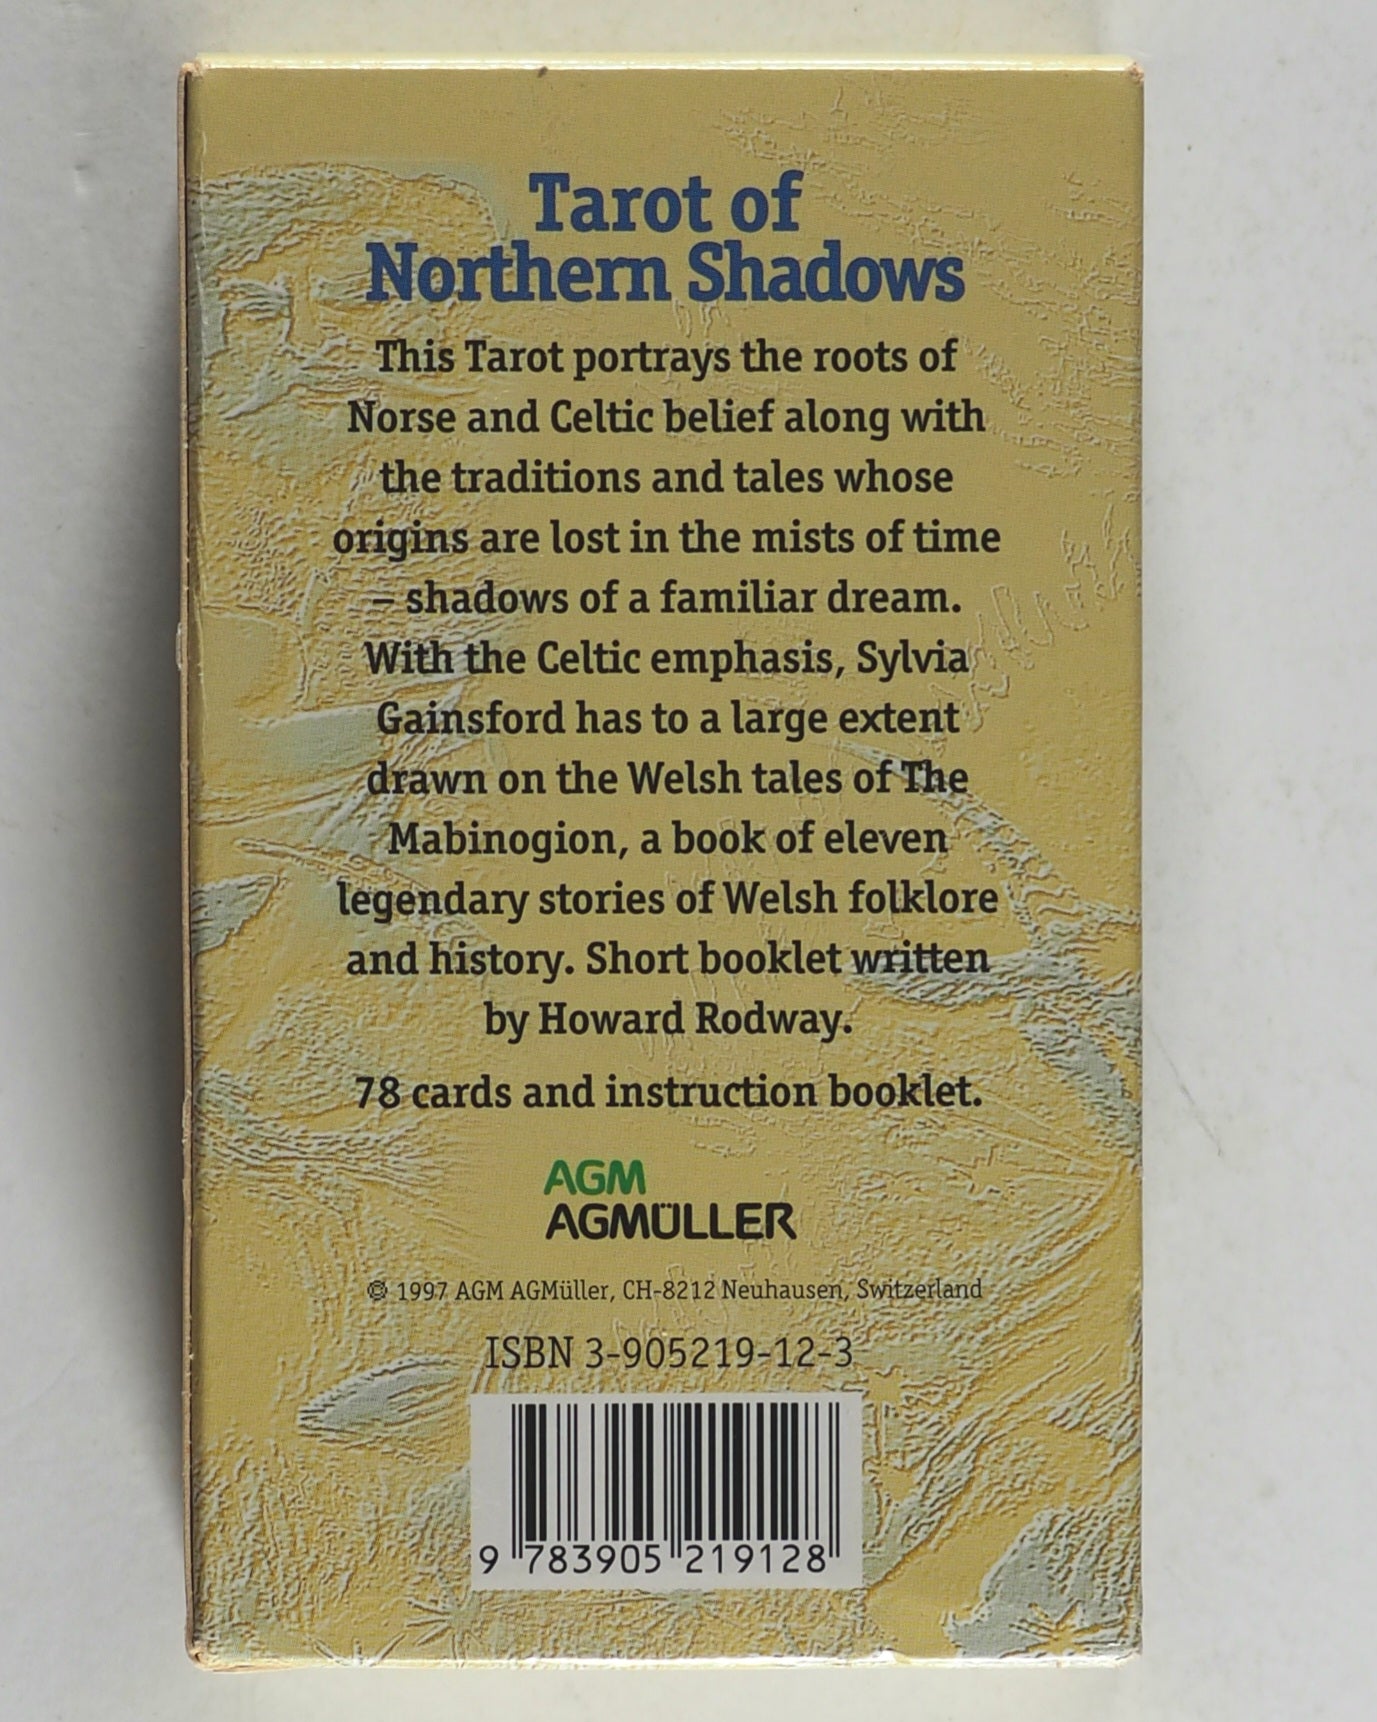 Tarot of
Northern Shadows
This Tarot portrays the roots of
Norse and Celtic belief along with
the traditions and tales whose
origins are lost in the mists of time
– shadows of a familiar dream.
With the Celtic emphasis, Sylvia
Gainsford has to a large extent
drawn on the Welsh tales of The
Mabinogion, a book of eleven
legendary stories of Welsh folklore
and history. Short booklet written
by Howard Rodway.
78 cards and instruction booklet.
AGM
AGMÜLLER
© 1997 AGM AGMüller, CH-8212 Neuhausen, Switzerland
ISBN 3-905219-12-3
9 783905 219128